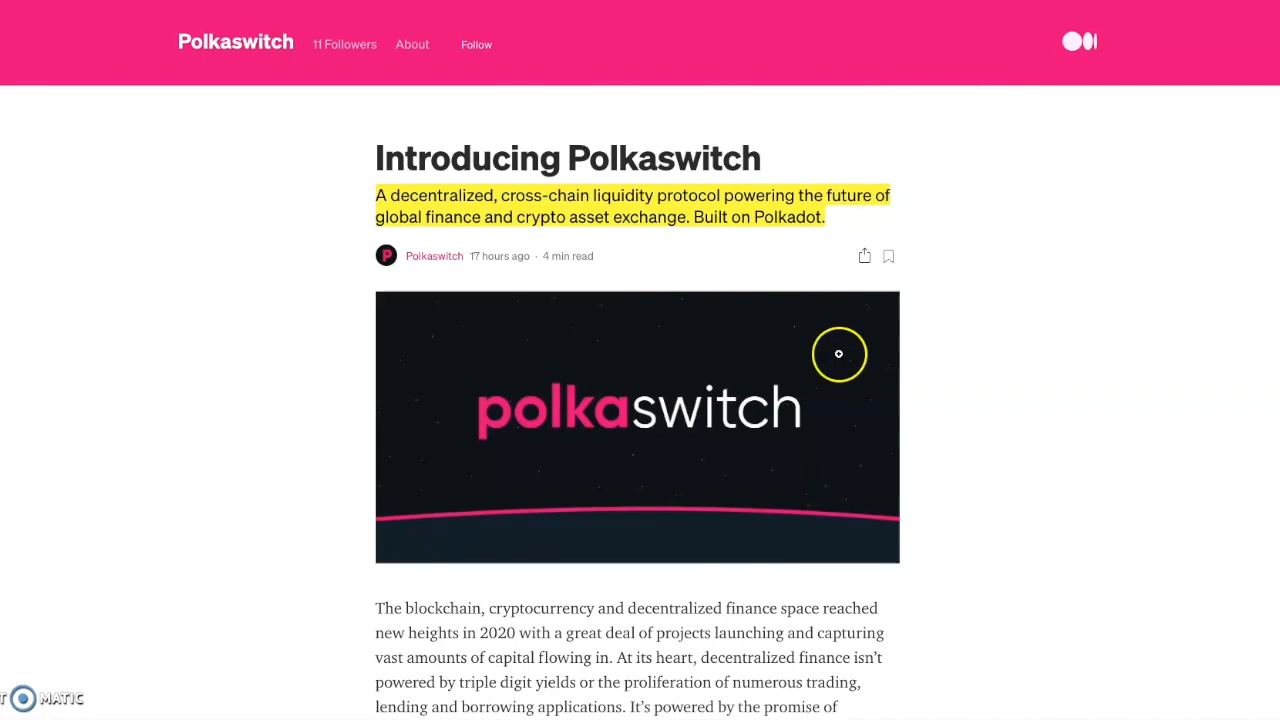 Polkaswitch 11 Followers About Follow
Introducing Polkaswitch
A decentralized, cross-chain liquidity protocol powering the future of
global finance and crypto asset exchange. Built on Polkadot.
P Polkaswitch 17 hours ago · 4 min read
polkaswitch
The blockchain, cryptocurrency and decentralized finance space reached
new heights in 2020 with a great deal of projects launching and capturing
vast amounts of capital flowing in. At its heart, decentralized finance isn’t
powered by triple digit yields or the proliferation of numerous trading,
lending and borrowing applications. It’s powered by the promise of
T MATIC